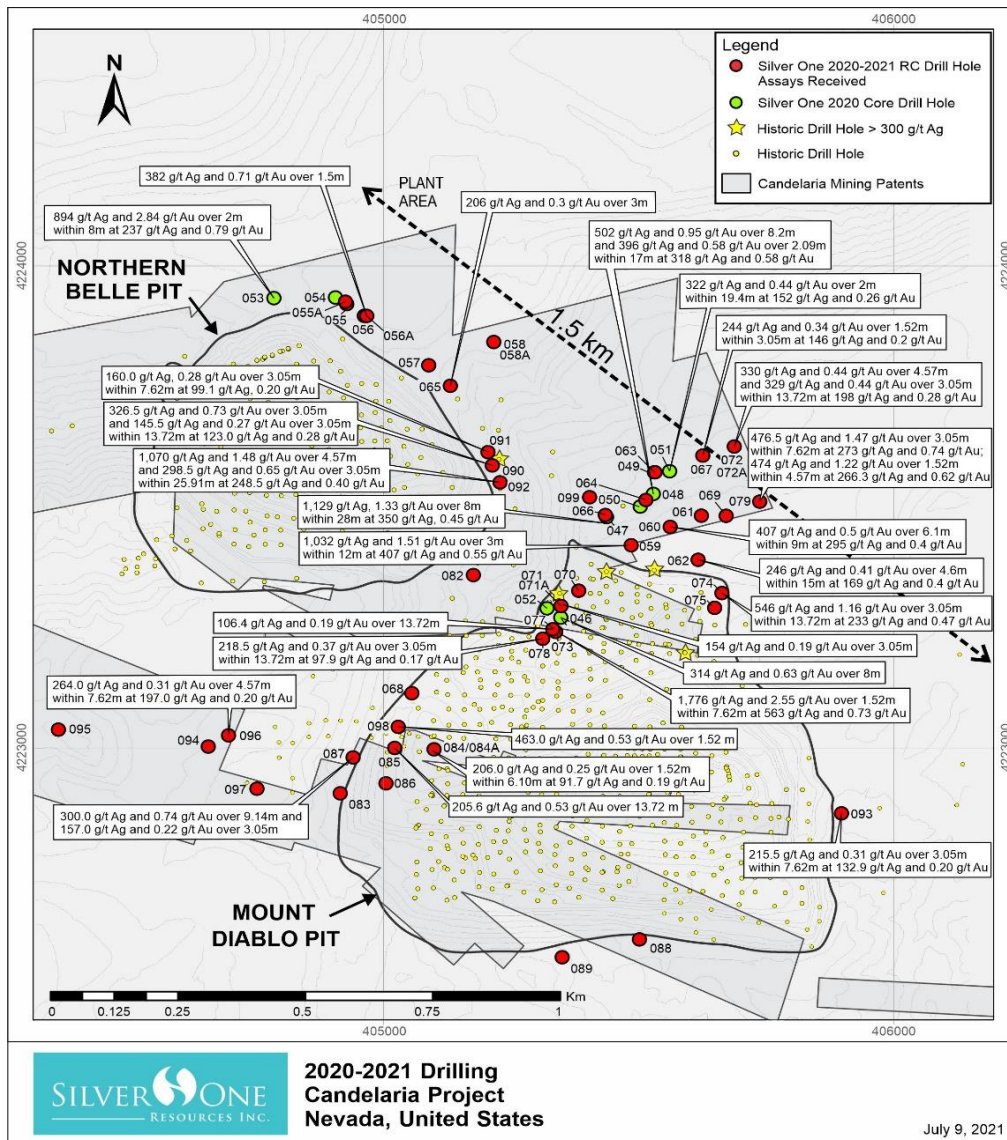 405000
406000
N
Legend
Silver One 2020-2021 RC Drill Hole
Assays Received
Silver One 2020 Core Drill Hole
Historic Drill Hole > 300 g/t Ag
Historic Drill Hole
Candelaria Mining Patents
382 g/t Ag and 0.71 g/t Au over 1.5m
PLANT
AREA
206 g/t Ag and 0.3 g/t Au over 3m
894 g/t Ag and 2.84 g/t Au over 2m
within 8m at 237 g/t Ag and 0.79 g/t Au
502 g/t Ag and 0.95 g/t Au over 8.2m
and 396 g/t Ag and 0.58 g/t Au over 2.09m
within 17m at 318 g/t Ag and 0.58 g/t Au
4224000
4224000
NORTHERN
BELLE PIT
322 g/t Ag and 0.44 g/t Au over 2m
within 19.4m at 152 g/t Ag and 0.26 g/t Au
053
054
055A
055
056
056A
1.5 km
244 g/t Ag and 0.34 g/t Au over 1.52m
within 3.05m at 146 g/t Ag and 0.2 g/t Au
058
058A
057
065
330 g/t Ag and 0.44 g/t Au over 4.57m
and 329 g/t Ag and 0.44 g/t Au over 3.05m
within 13.72m at 198 g/t Ag and 0.28 g/t Au
160.0 g/t Ag, 0.28 g/t Au over 3.05m
within 7.62m at 99.1 g/t Ag, 0.20 g/t Au
326.5 g/t Ag and 0.73 g/t Au over 3.05m
and 145.5 g/t Ag and 0.27 g/t Au over 3.05m
within 13.72m at 123.0 g/t Ag and 0.28 g/t Au
476.5 g/t Ag and 1.47 g/t Au over 3.05m
within 7.62m at 273 g/t Ag and 0.74 g/t Au;
474 g/t Ag and 1.22 g/t Au over 1.52m
within 4.57m at 266.3 g/t Ag and 0.62 g/t Au
091
090
092
063
051
049
067
072
072A
1,070 g/t Ag and 1.48 g/t Au over 4.57m
and 298.5 g/t Ag and 0.65 g/t Au over 3.05m
within 25.91m at 248.5 g/t Ag and 0.40 g/t Au
064
099
050
048
069
079
066
047
061
060
1,129 g/t Ag, 1.33 g/t Au over 8m
within 28m at 350 g/t Ag, 0.45 g/t Au
1,032 g/t Ag and 1.51 g/t Au over 3m
within 12m at 407 g/t Ag and 0.55 g/t Au
407 g/t Ag and 0.5 g/t Au over 6.1m
within 9m at 295 g/t Ag and 0.4 g/t Au
059
062
246 g/t Ag and 0.41 g/t Au over 4.6m
within 15m at 169 g/t Ag and 0.4 g/t Au
082
071
071A
070
074
075
052
077
046
546 g/t Ag and 1.16 g/t Au over 3.05m
within 13.72m at 233 g/t Ag and 0.47 g/t Au
106.4 g/t Ag and 0.19 g/t Au over 13.72m
078
073
154 g/t Ag and 0.19 g/t Au over 3.05m
218.5 g/t Ag and 0.37 g/t Au over 3.05m
within 13.72m at 97.9 g/t Ag and 0.17 g/t Au
314 g/t Ag and 0.63 g/t Au over 8m
264.0 g/t Ag and 0.31 g/t Au over 4.57m
within 7.62m at 197.0 g/t Ag and 0.20 g/t Au
068
1,776 g/t Ag and 2.55 g/t Au over 1.52m
within 7.62m at 563 g/t Ag and 0.73 g/t Au
095
094
096
098
463.0 g/t Ag and 0.53 g/t Au over 1.52 m
4223000
4223000
087
085
084/084A
206.0 g/t Ag and 0.25 g/t Au over 1.52m
within 6.10m at 91.7 g/t Ag and 0.19 g/t Au
097
083
086
205.6 g/t Ag and 0.53 g/t Au over 13.72 m
300.0 g/t Ag and 0.74 g/t Au over 9.14m and
157.0 g/t Ag and 0.22 g/t Au over 3.05m
093
215.5 g/t Ag and 0.31 g/t Au over 3.05m
within 7.62m at 132.9 g/t Ag and 0.20 g/t Au
MOUNT
DIABLO PIT
088
089
Km
0 0.125 0.25 0.5 0.75 1
405000
406000
SILVER ONE
RESOURCES INC.
2020-2021 Drilling
Candelaria Project
Nevada, United States
July 9, 2021